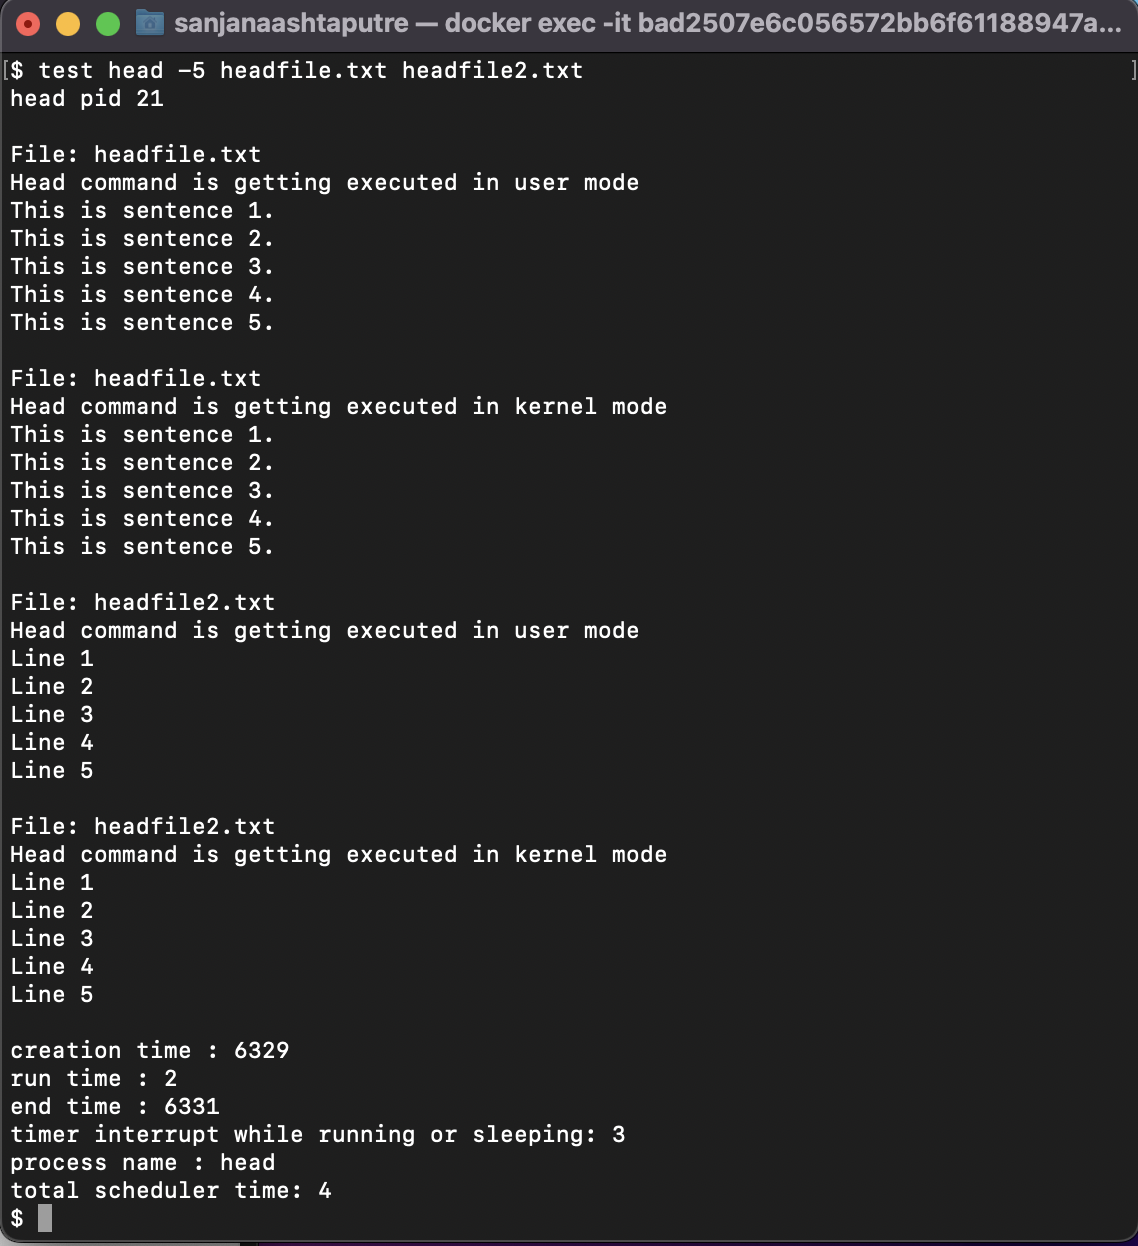 sanjanaashtaputre — docker exec -it bad2507e6c056572bb6f61188947a...
[$ test head -5 headfile.txt headfile2.txt ]
head pid 21
File: headfile.txt
Head command is getting executed in user mode
This is sentence 1.
This is sentence 2.
This is sentence 3.
This is sentence 4.
This is sentence 5.
File: headfile.txt
Head command is getting executed in kernel mode
This is sentence 1.
This is sentence 2.
This is sentence 3.
This is sentence 4.
This is sentence 5.
File: headfile2.txt
Head command is getting executed in user mode
Line 1
Line 2
Line 3
Line 4
Line 5
File: headfile2.txt
Head command is getting executed in kernel mode
Line 1
Line 2
Line 3
Line 4
Line 5
creation time : 6329
run time : 2
end time : 6331
timer interrupt while running or sleeping: 3
process name : head
total scheduler time: 4
$